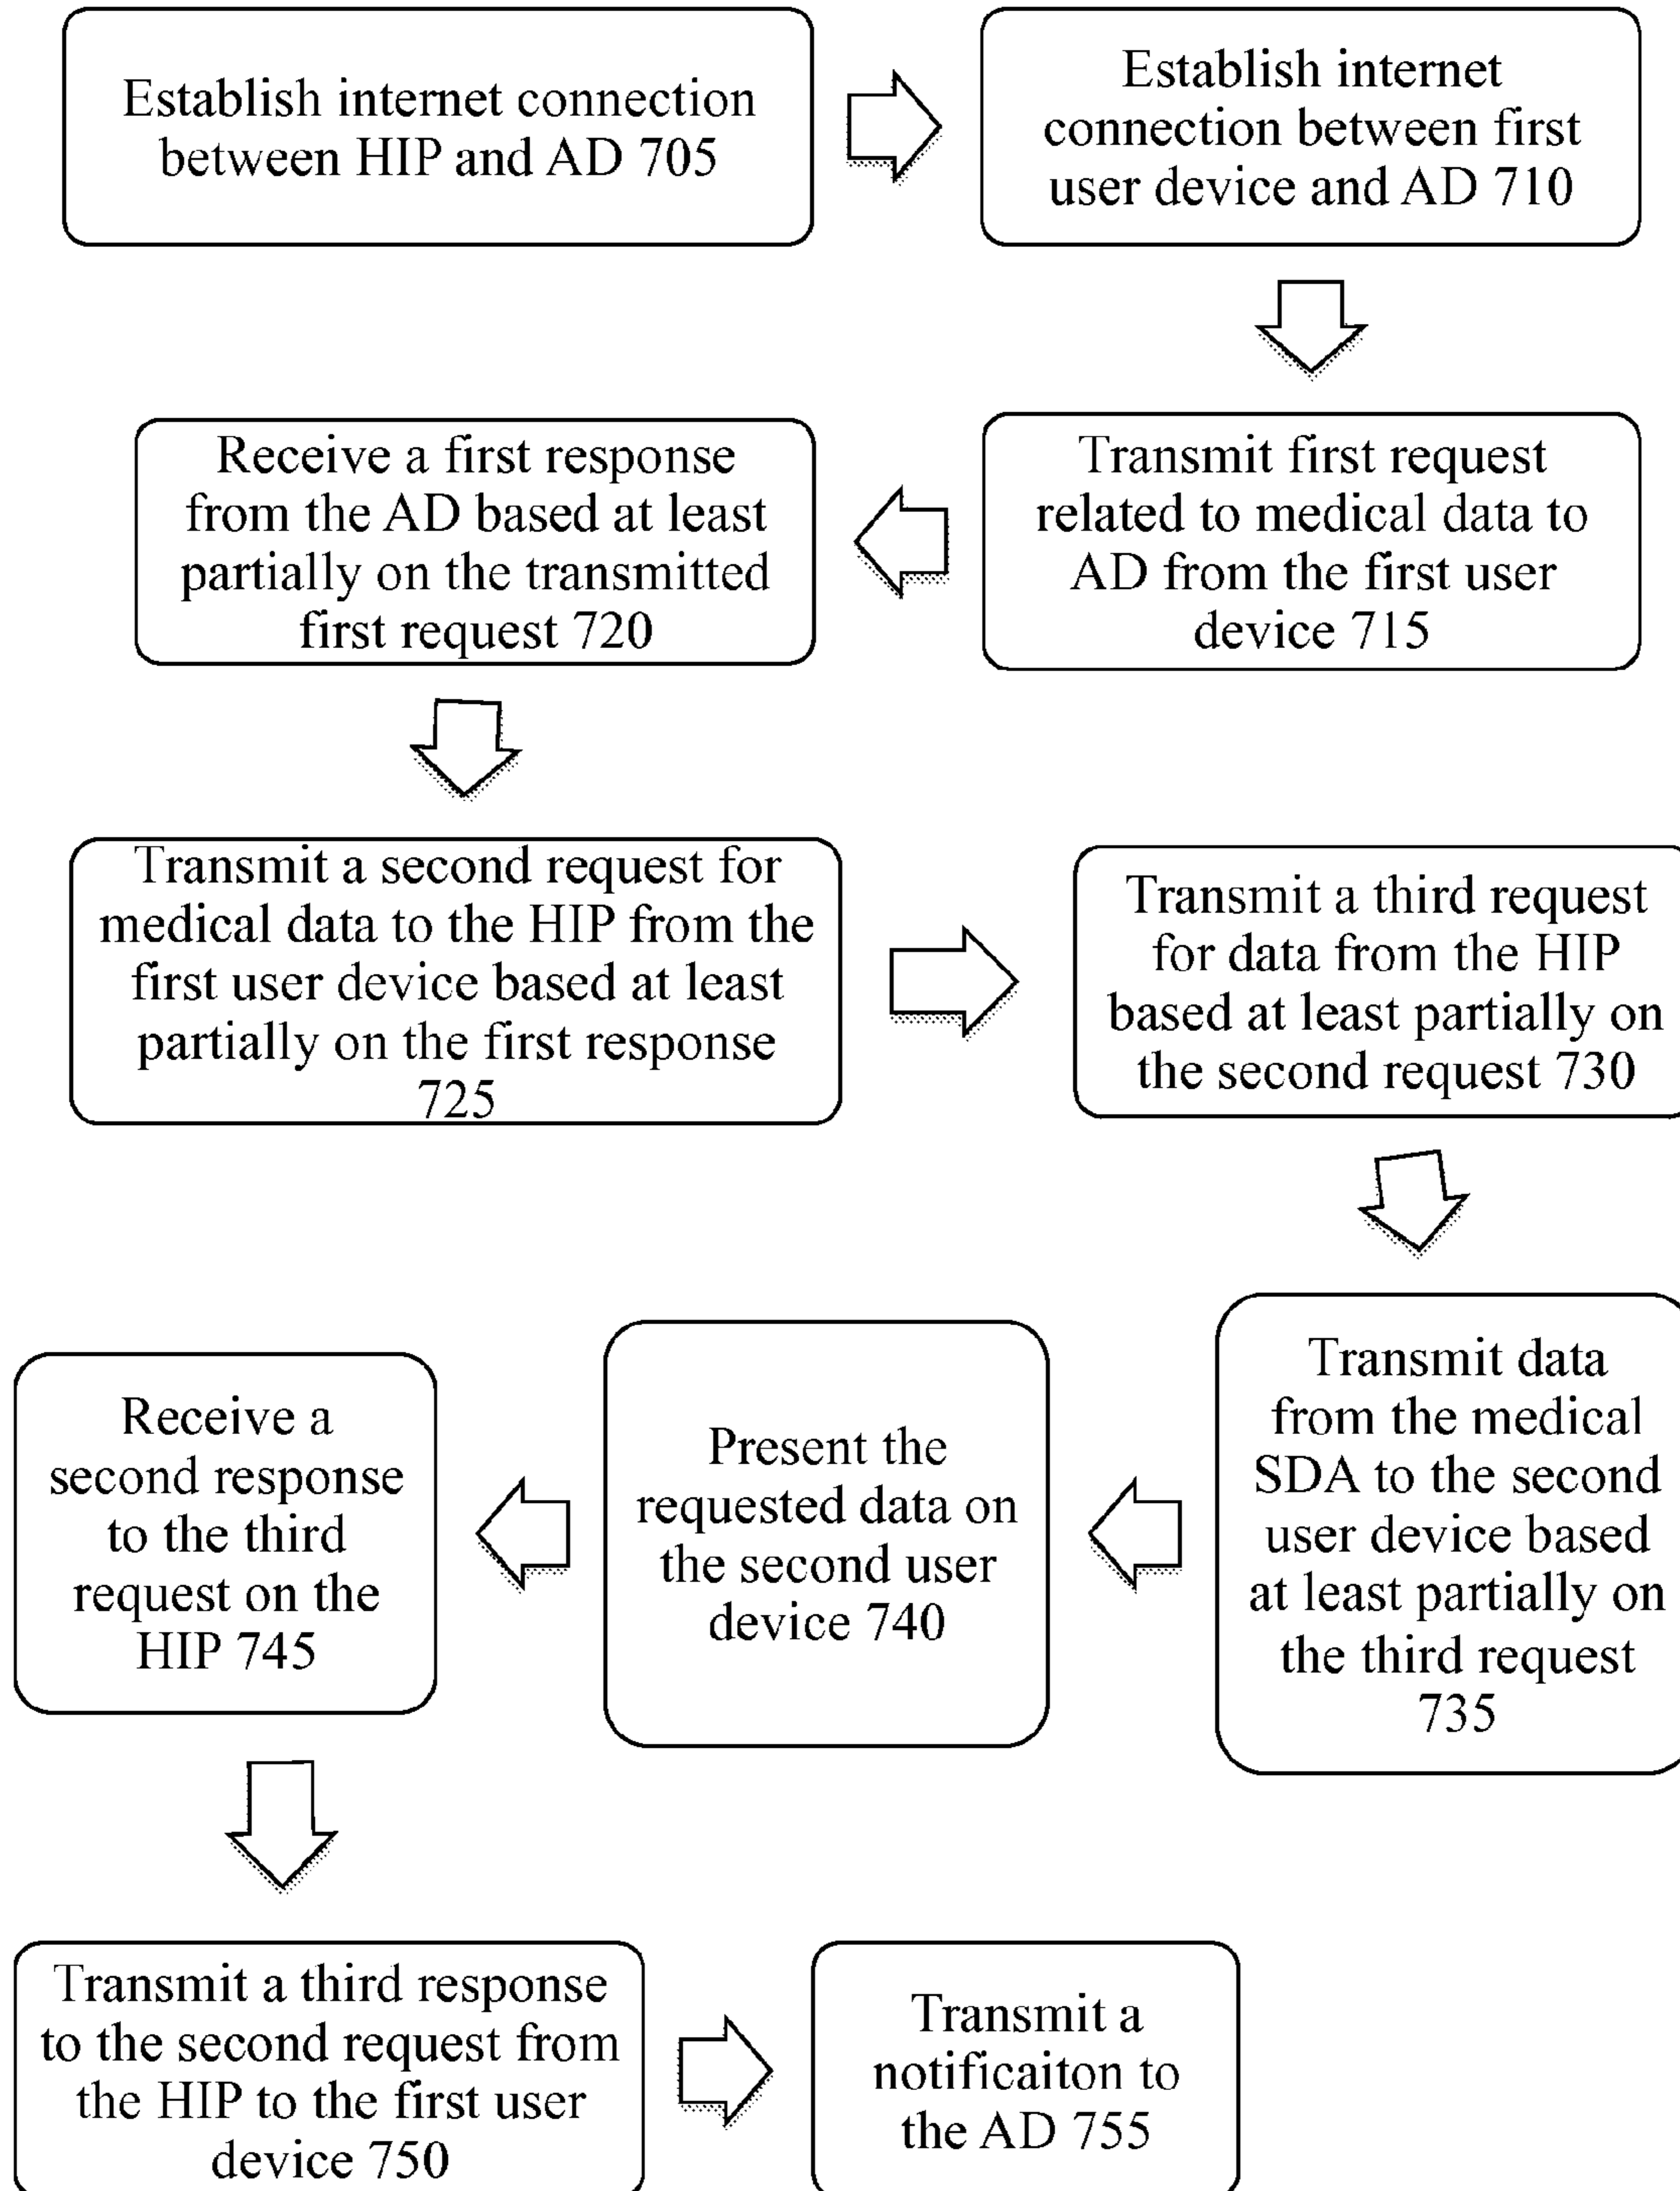 Establish internet connection
between HIP and AD 705
Establish internet
connection between first
user device and AD 710
Transmit first request
related to medical data to
AD from the first user
device 715
Receive a first response
from the AD based at least
partially on the transmitted
first request 720
Transmit a second request for
medical data to the HIP from the
first user device based at least
partially on the first response
725
Transmit a third request
for data from the HIP
based at least partially on
the second request 730
Transmit data
from the medical
SDA to the second
user device based
at least partially on
the third request
735
Present the
requested data on
the second user
device 740
Receive a
second response
to the third
request on the
HIP 745
Transmit a third response
to the second request from
the HIP to the first user
device 750
Transmit a
notificaiton to
the AD 755